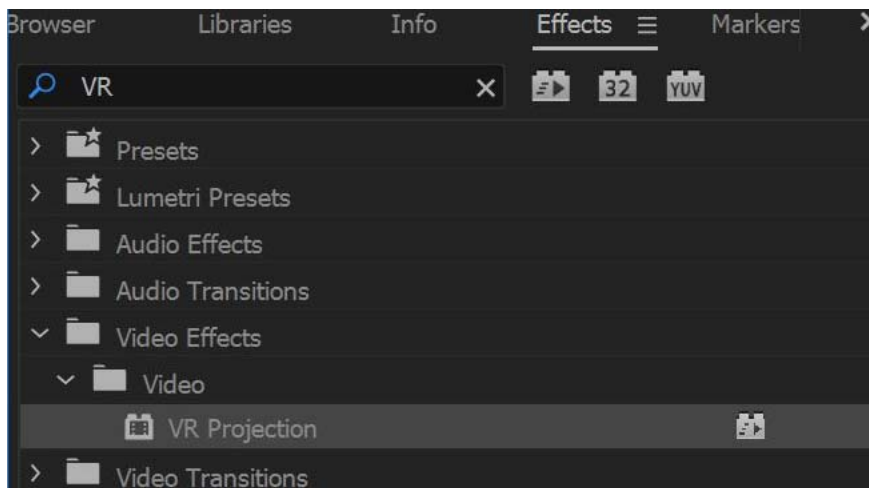 Browser Libraries Info Effects Markers
VR 32 YUV
Presets
Lumetri Presets
Audio Effects
Audio Transitions
Video Effects
Video
VR Projection
Video Transitions